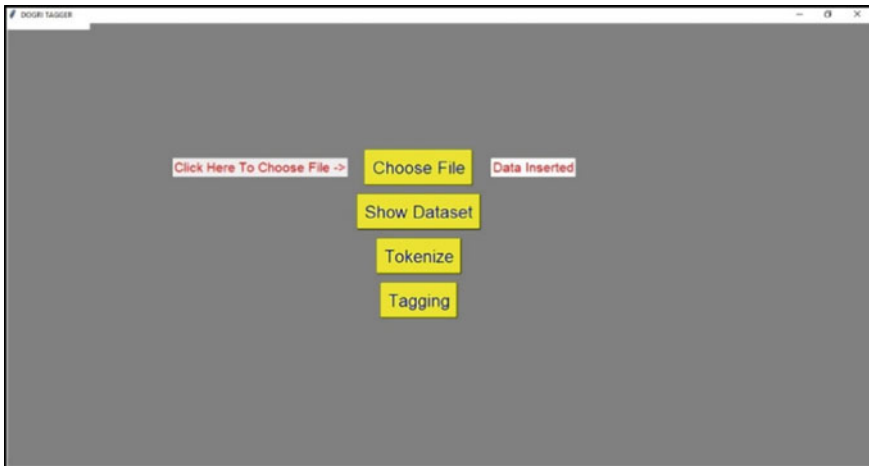 DOGRI TAGGER
Click Here To Choose File -> Choose File Data Inserted
Show Dataset
Tokenize
Tagging